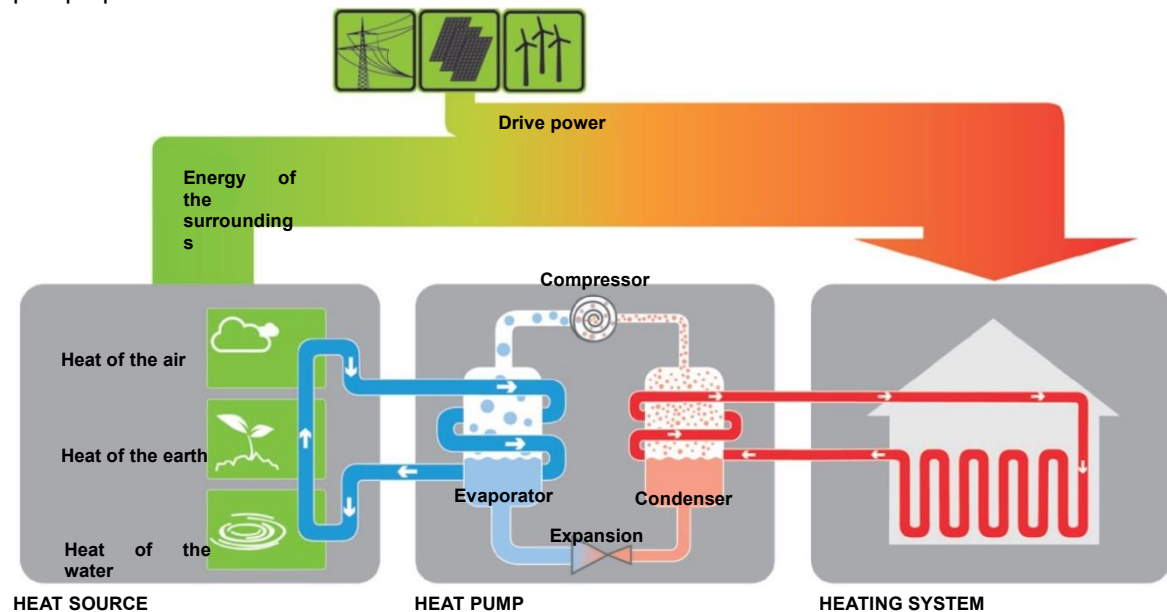 Drive power
Energy of
the
surrounding
s
Compressor
Heat of the air
Heat of the earth
Evaporator
Condenser
Expansion
Heat of the
water
HEAT SOURCE
HEAT PUMP
HEATING SYSTEM